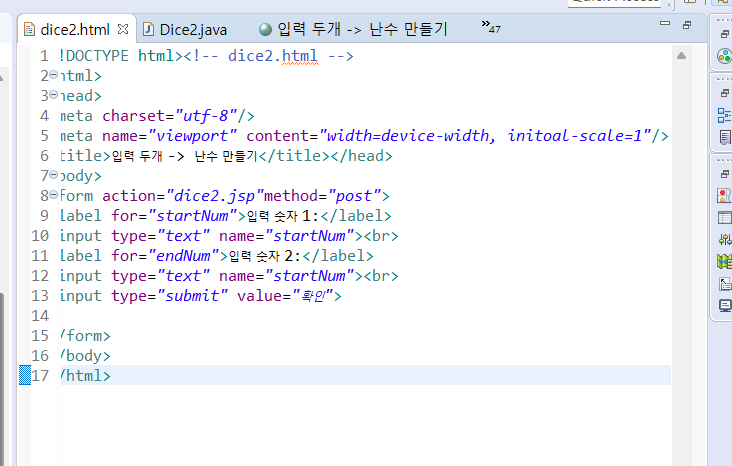 dice2.html Dice2.java 입력 두개 -> 난수 만들기 »47
1 !DOCTYPE html><!-- dice2.html -->
2 html>
3 head>
4 meta charset="utf-8"/>
5 meta name="viewport" content="width=device-width, initoal-scale=1"/>
6 title>입력 두개 -> 난수 만들기</title></head>
7 body>
8 form action="dice2.jsp"method="post">
9 label for="startNum">입력 숫자 1:</label>
10 input type="text" name="startNum"><br>
11 label for="endNum">입력 숫자 2:</label>
12 input type="text" name="startNum"><br>
13 input type="submit" value="확인">
14
15 /form>
16 /body>
17 /html>